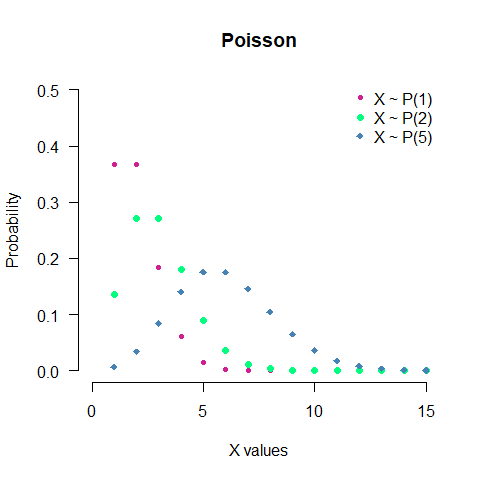 Poisson
X ~ P(1)
X ~ P(2)
X ~ P(5)
Probability
0.5
0.4
0.3
0.2
0.1
0.0
0 5 10 15
X values